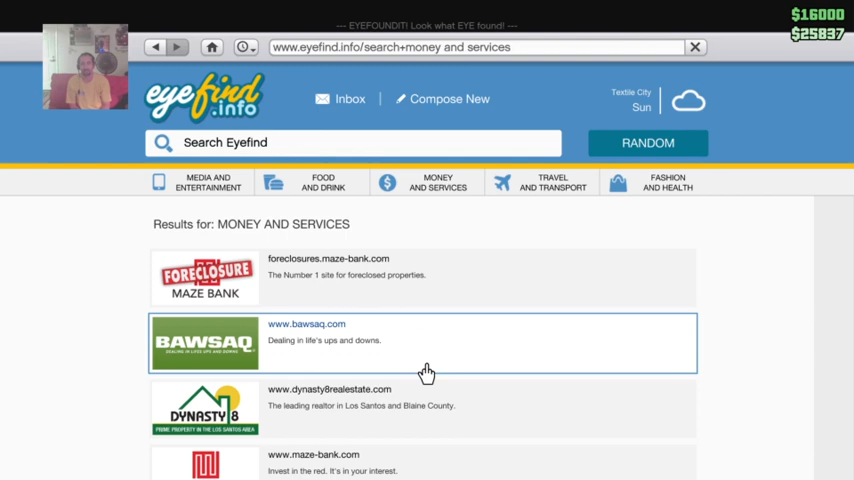 --- EYEFOUNDIT! Look what EYE found! ---
$16000
$25837
www.eyefind.info/search+money and services
eyefind
.info
Inbox
Compose New
Textile City
Sun
Search Eyefind
RANDOM
MEDIA AND
ENTERTAINMENT
FOOD
AND DRINK
MONEY
AND SERVICES
TRAVEL
AND TRANSPORT
FASHION
AND HEALTH
Results for: MONEY AND SERVICES
FORECLOSURE
MAZE BANK
foreclosures.maze-bank.com
The Number 1 site for foreclosed properties.
BAWSAQ
DEALING IN LIFE'S UPS AND DOWNS
www.bawsaq.com
Dealing in life's ups and downs.
DYNASTY 8
PRIME PROPERTY IN THE LOS SANTOS AREA
www.dynasty8realestate.com
The leading realtor in Los Santos and Blaine County.
www.maze-bank.com
Invest in the red. It's in your interest.